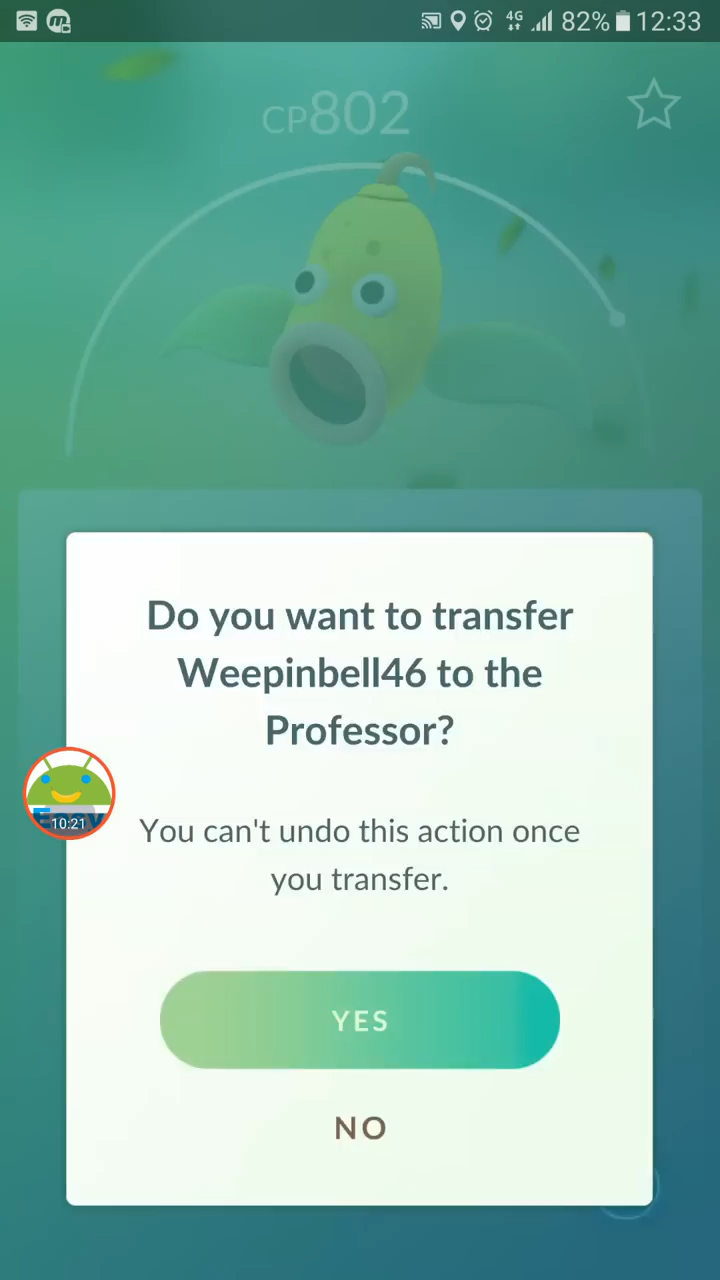 4G 82% 12:33
CP802
Do you want to transfer
Weepinbell46 to the
Professor?
10:21
You can't undo this action once
you transfer.
YES
NO